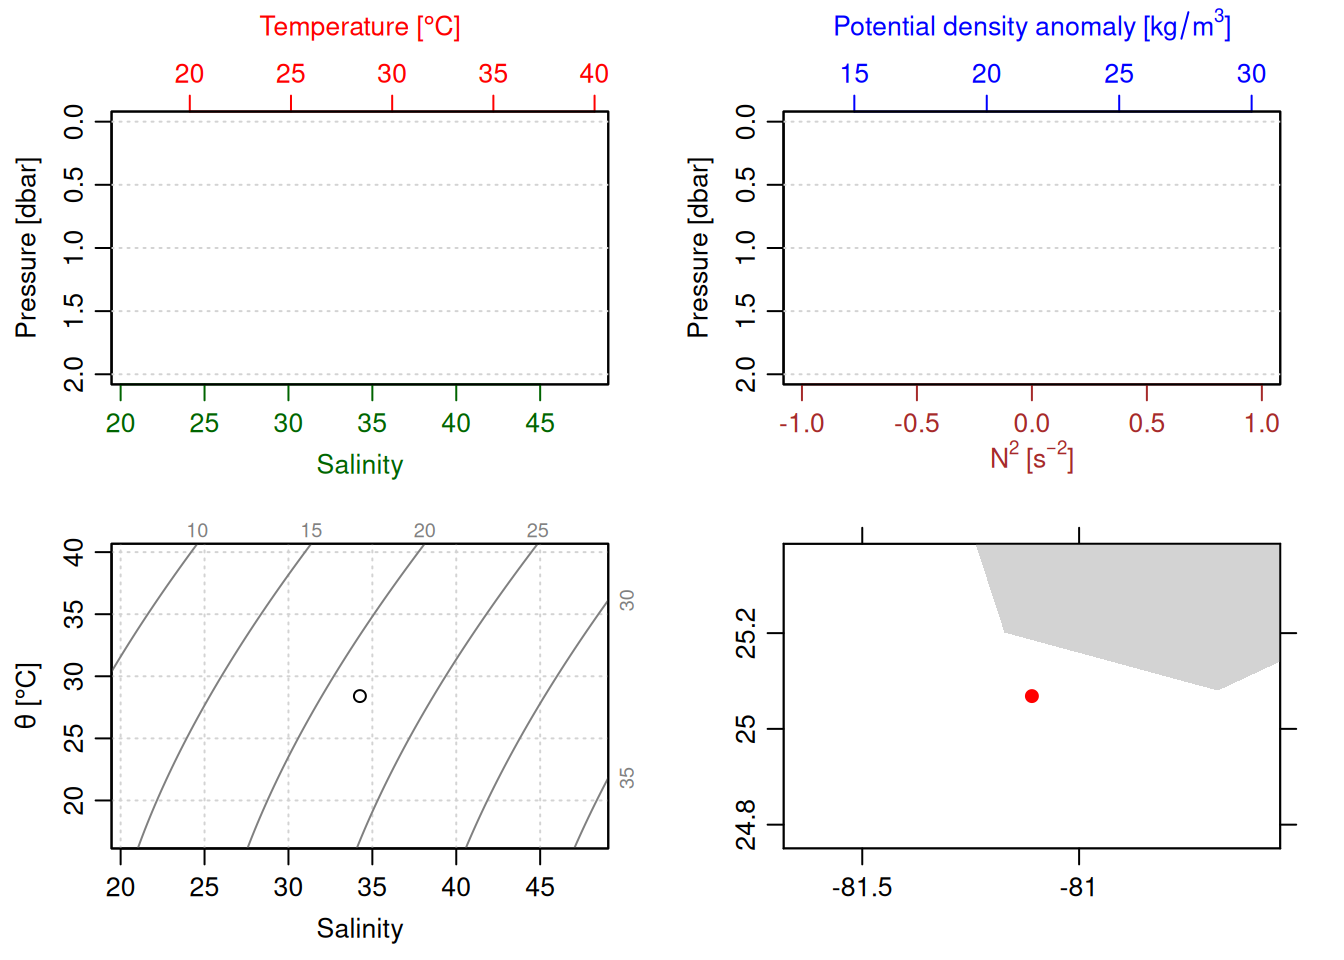 Temperature [°C]
20 25 30 35 40
Pressure [dbar]
0.0 0.5 1.0 1.5 2.0
20 25 30 35 40 45
Salinity
Potential density anomaly [kg/m³]
15 20 25 30
Pressure [dbar]
0.0 0.5 1.0 1.5 2.0
-1.0 -0.5 0.0 0.5 1.0
N² [s⁻²]
10 15 20 25
30
35
θ [°C]
40 35 30 25 20
20 25 30 35 40 45
Salinity
25.2
25
24.8
-81.5 -81